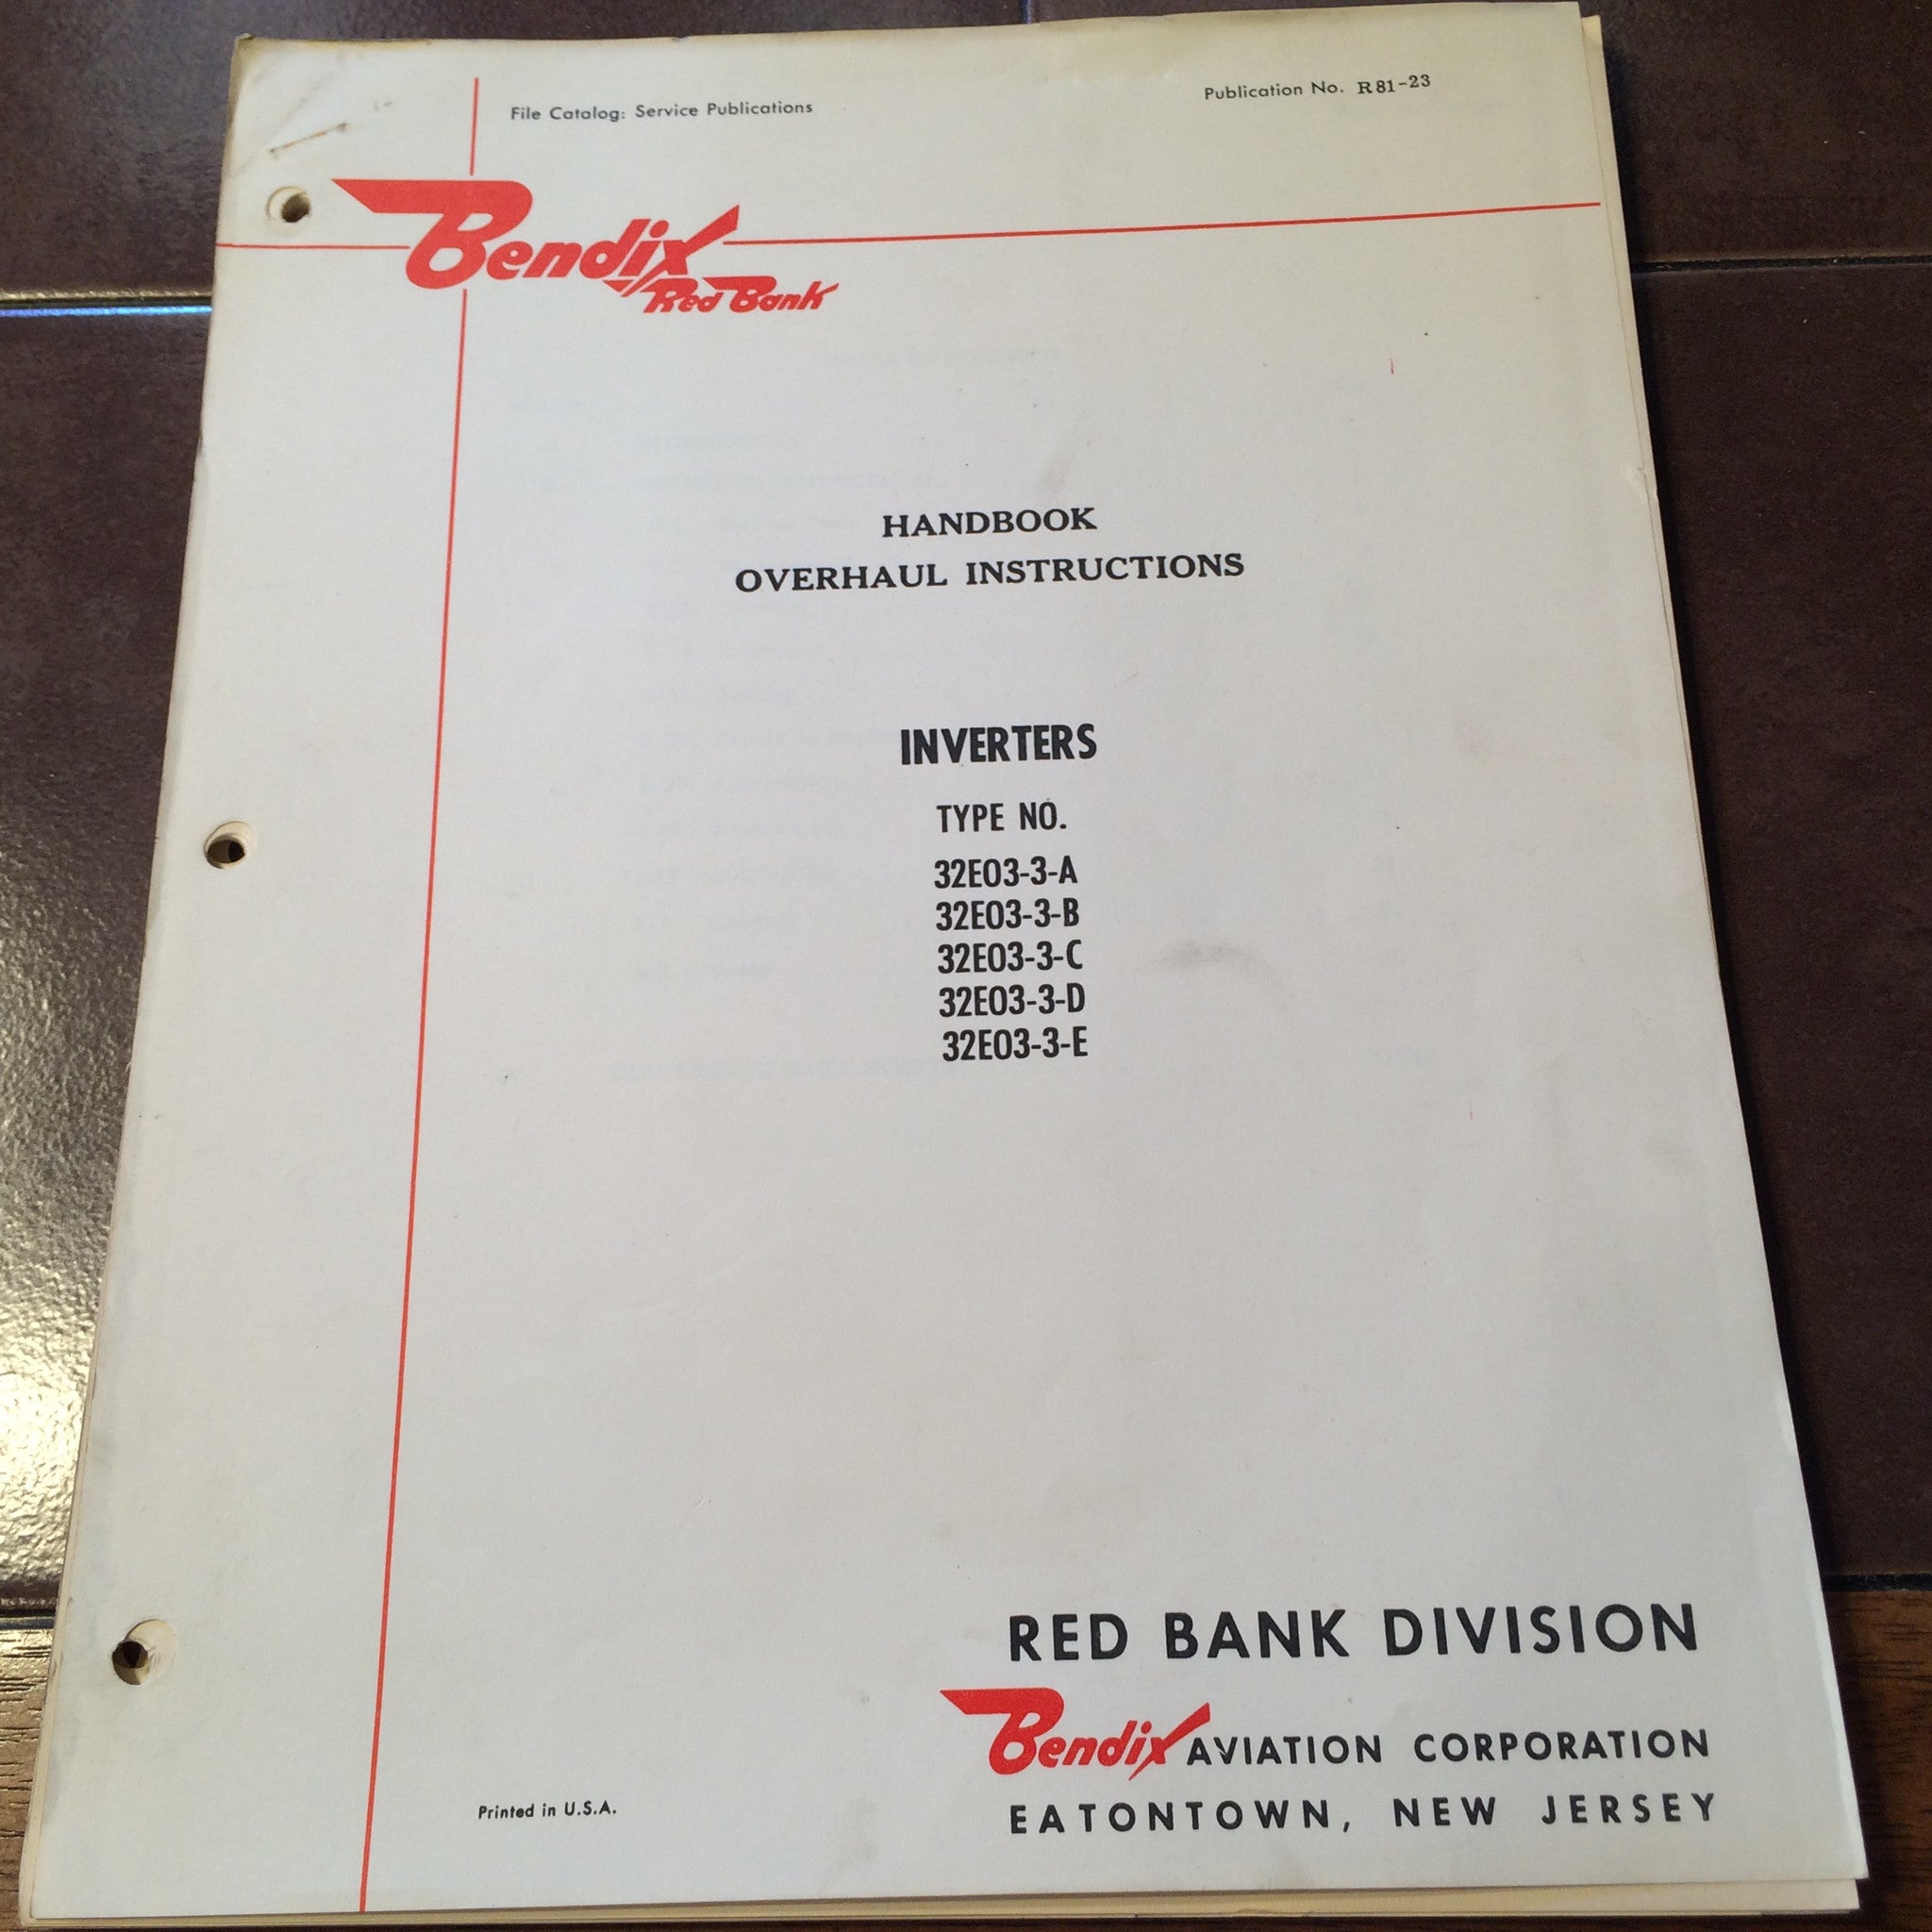 File Catalog: Service Publications
Publication No. R81-23
Bendix
Red Bank
HANDBOOK
OVERHAUL INSTRUCTIONS
INVERTERS
TYPE NO.
32E03-3-A
32E03-3-B
32E03-3-C
32E03-3-D
32E03-3-E
RED BANK DIVISION
Bendix AVIATION CORPORATION
EATONTOWN, NEW JERSEY
Printed in U.S.A.